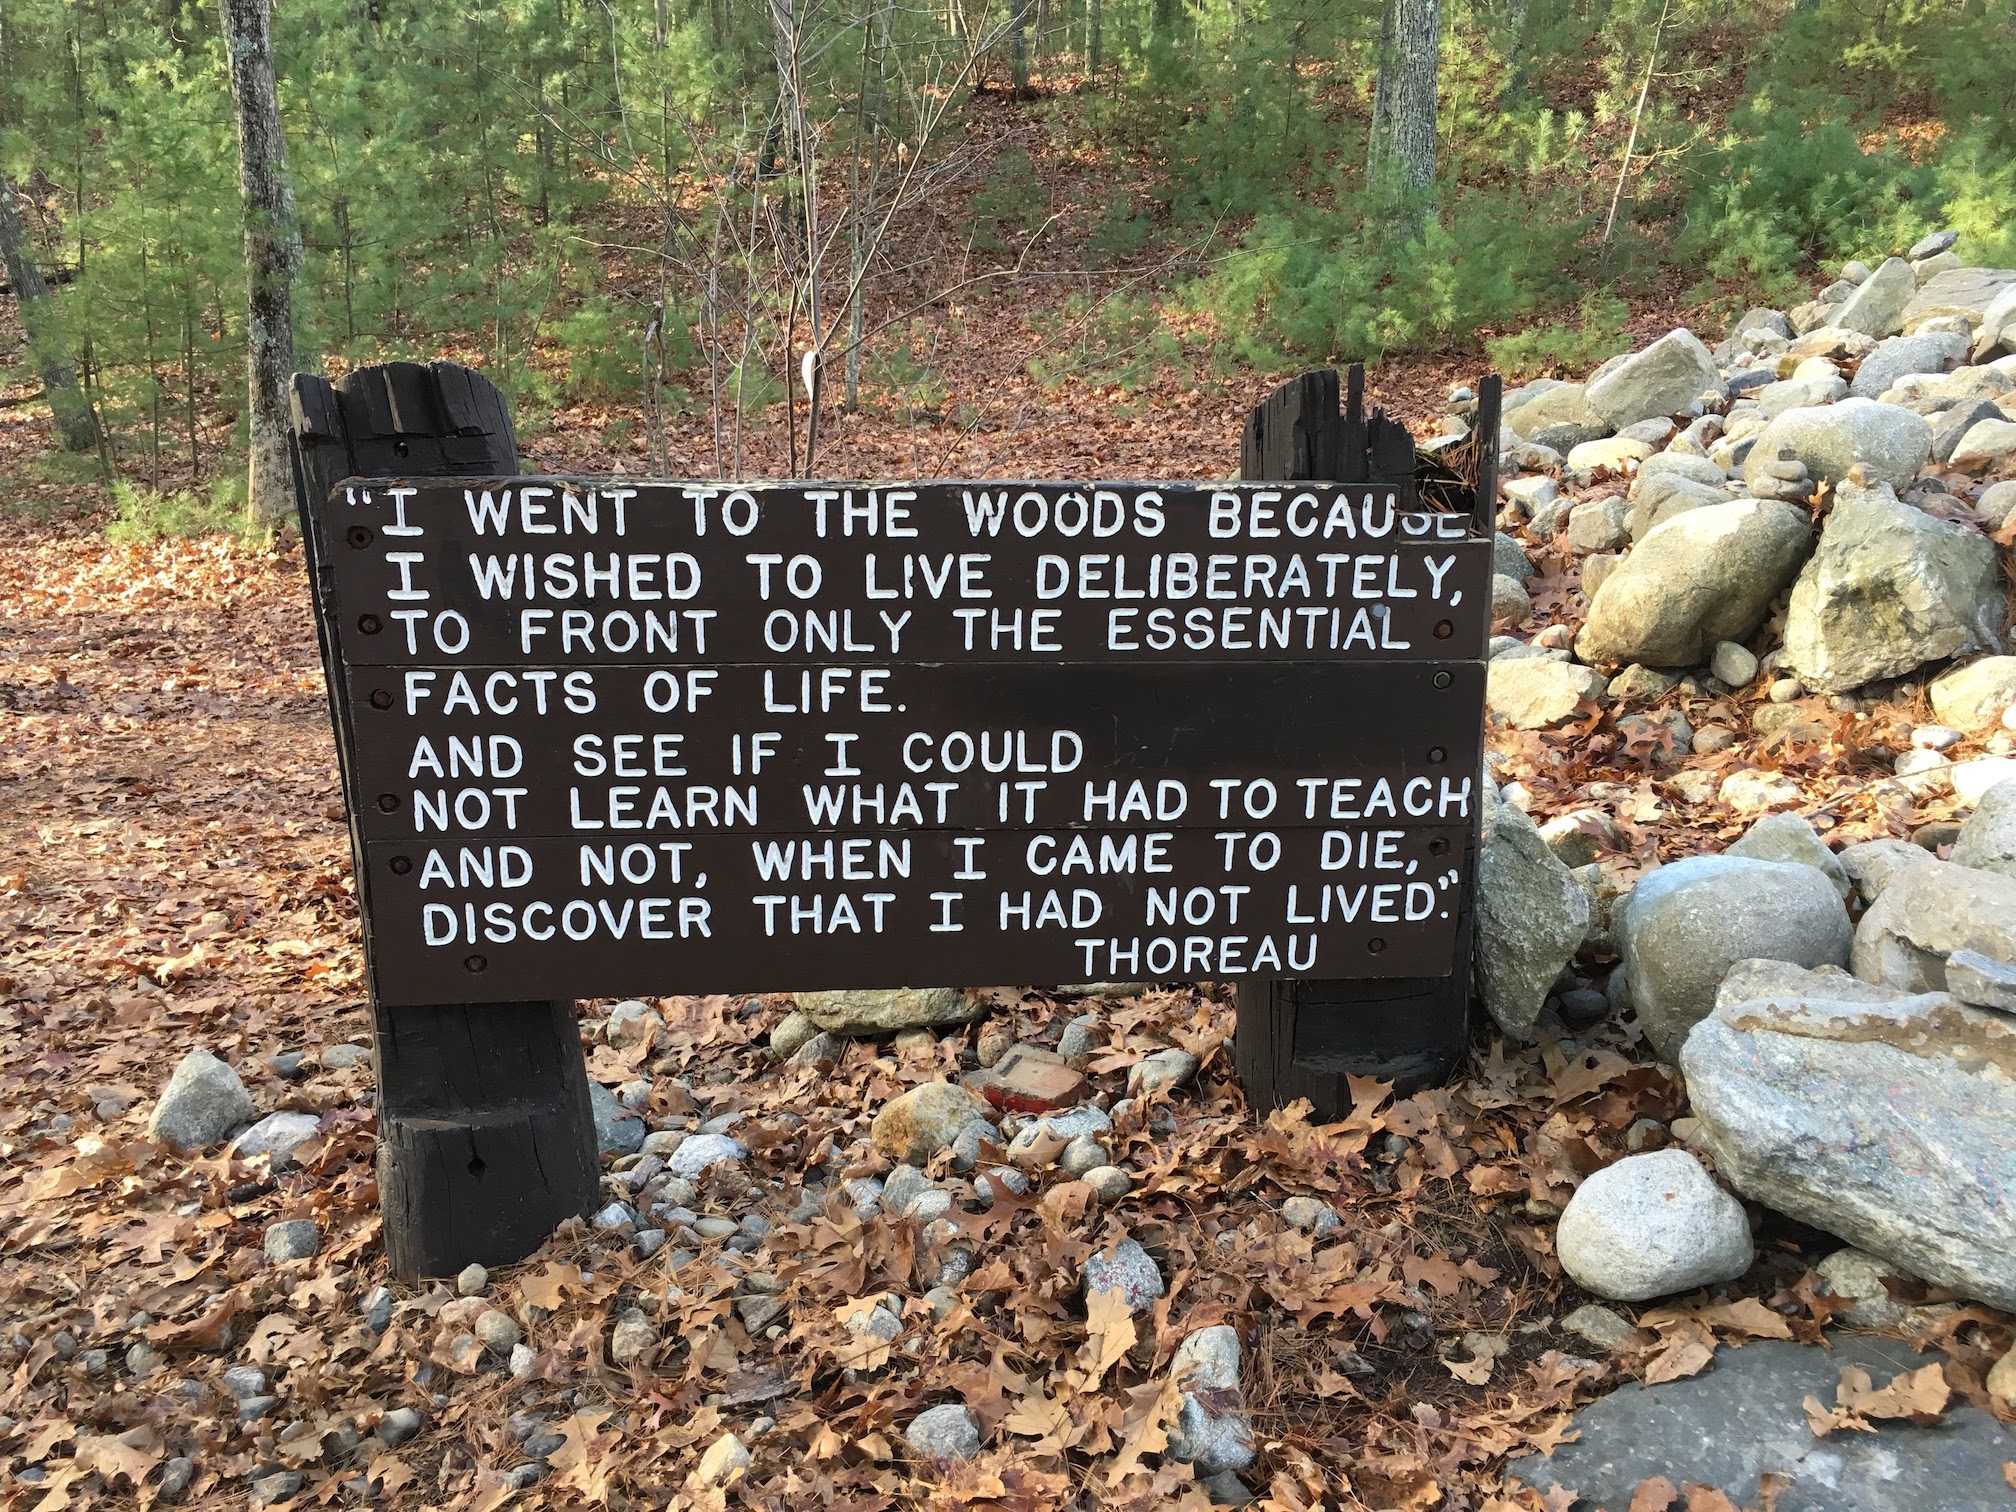 "I WENT TO THE WOODS BECAUSE
I WISHED TO LIVE DELIBERATELY,
TO FRONT ONLY THE ESSENTIAL
FACTS OF LIFE.
AND SEE IF I COULD
NOT LEARN WHAT IT HAD TO TEACH
AND NOT, WHEN I CAME TO DIE,
DISCOVER THAT I HAD NOT LIVED."
THOREAU